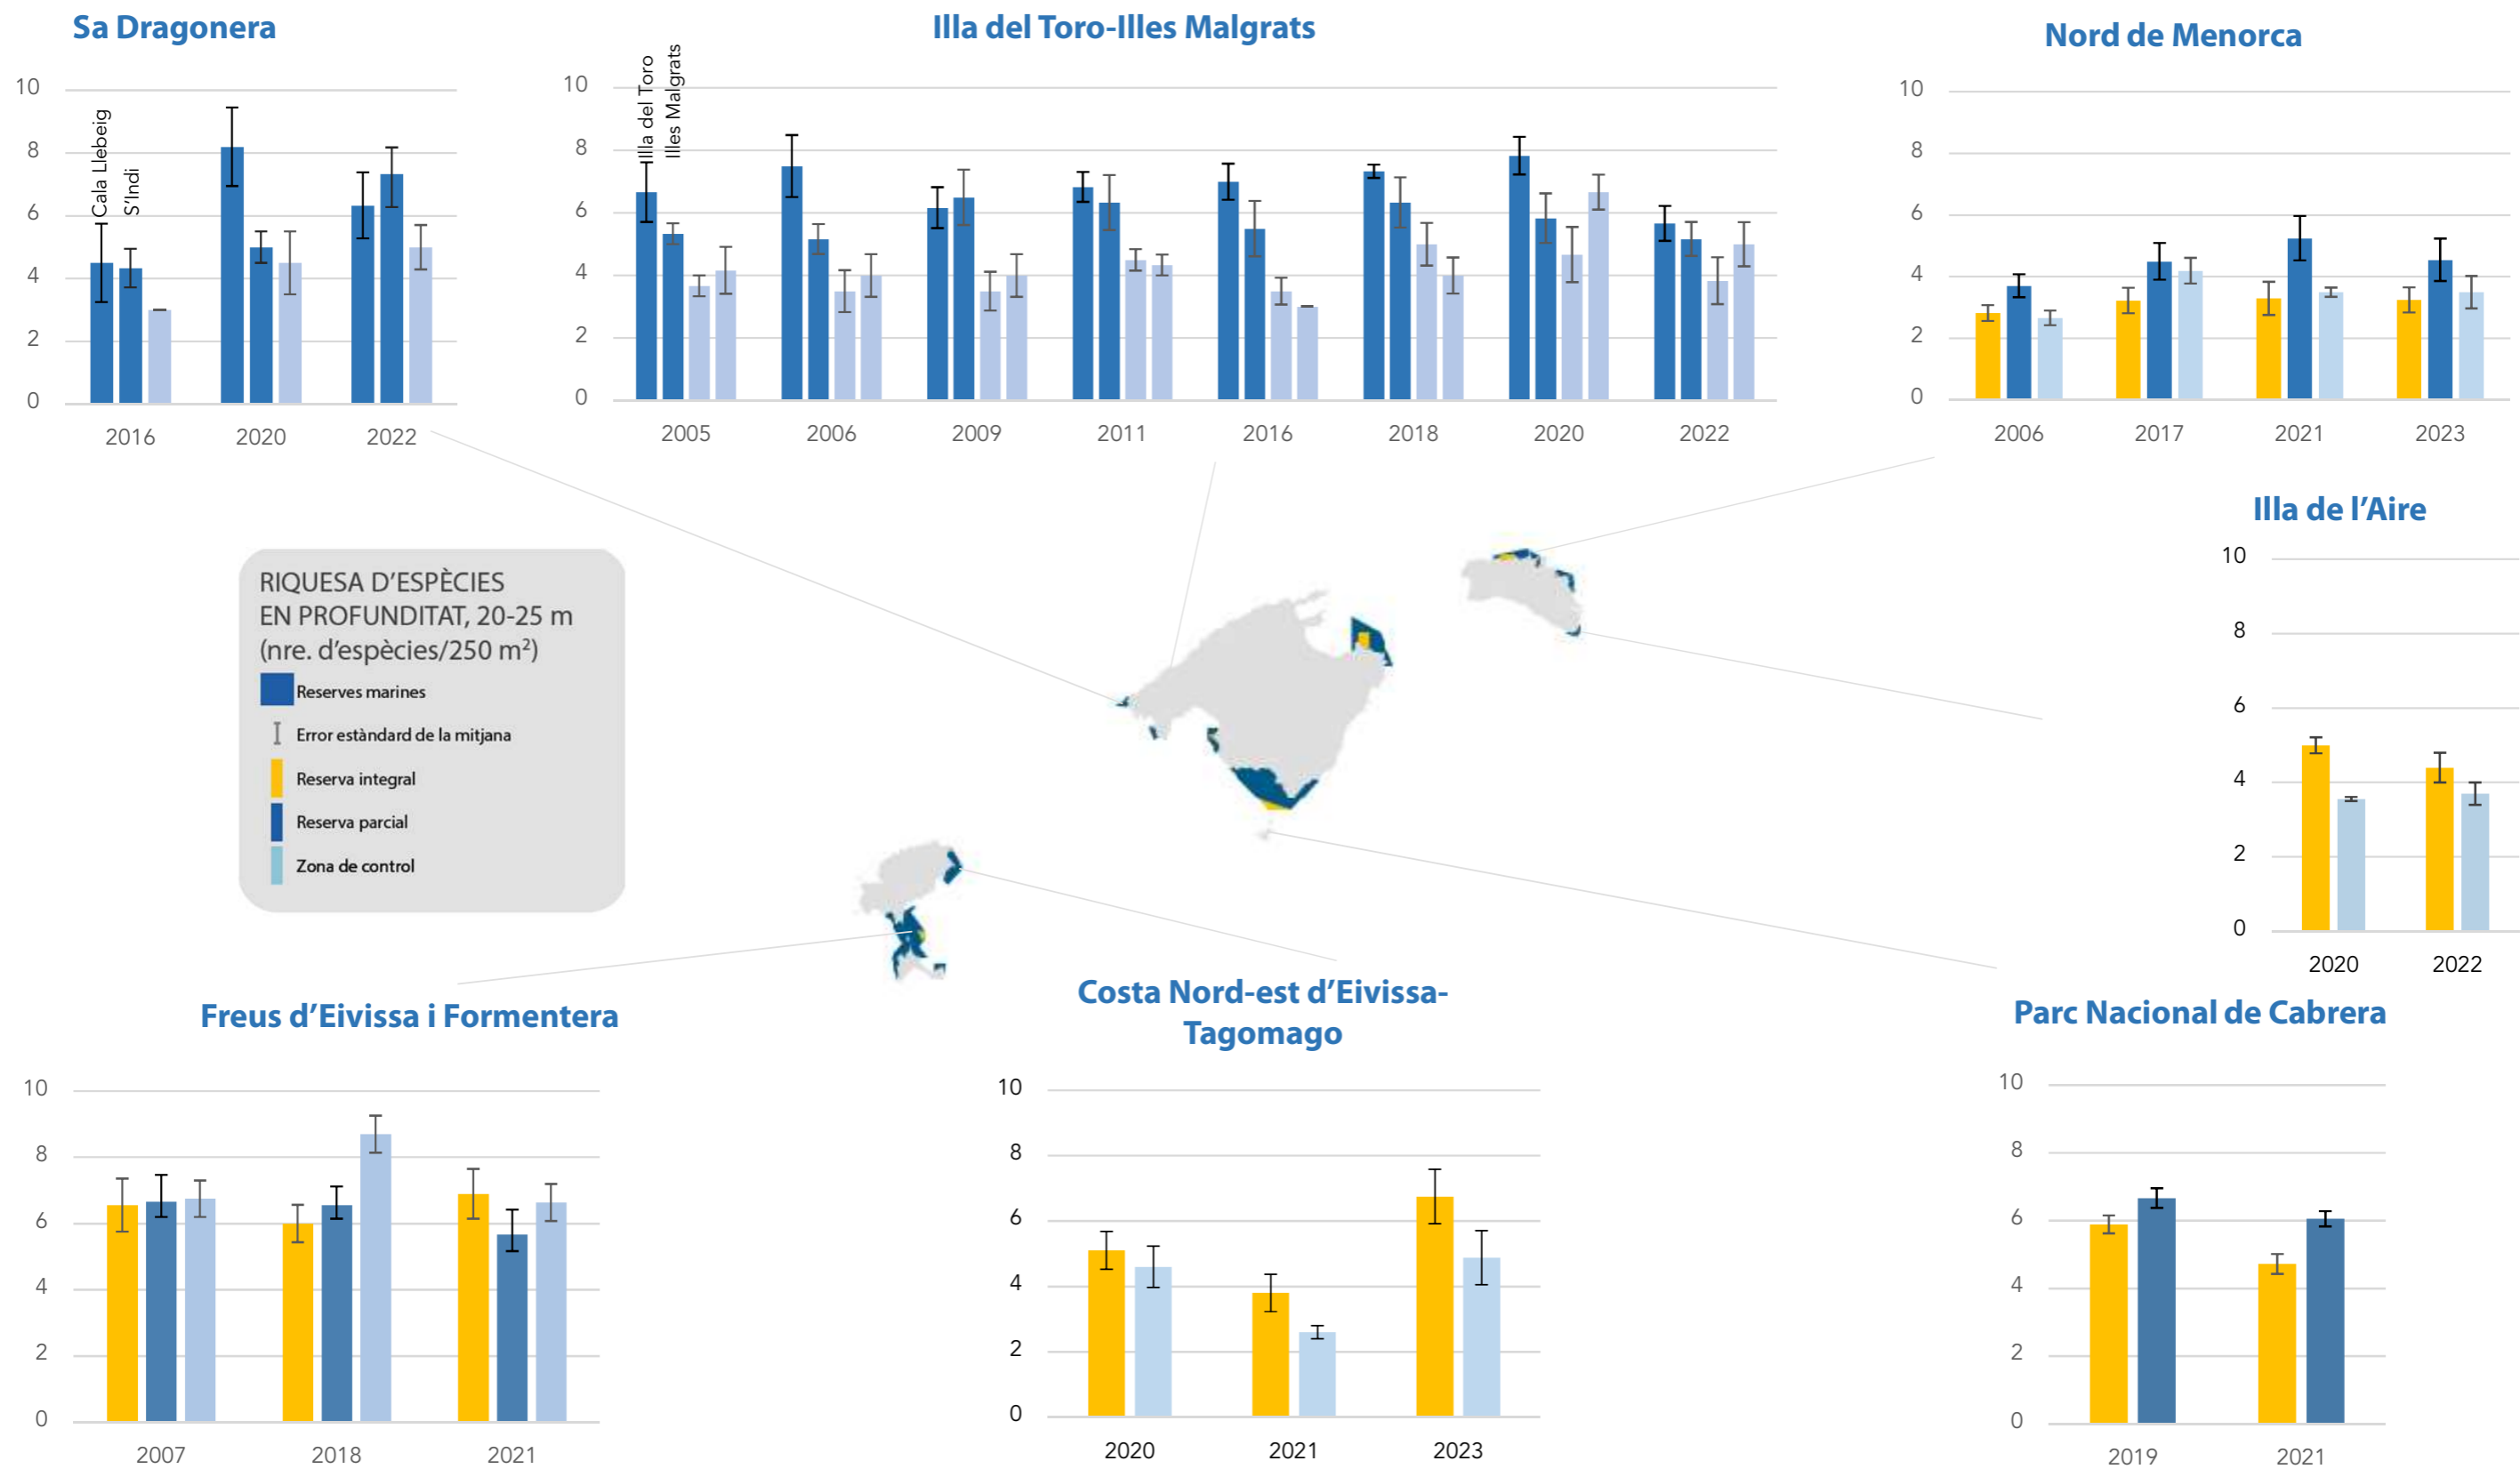 Sa Dragonera
10
8
6
4
2
0
Cala Llebeig
S'Indi
2016 2020 2022
Illa del Toro-Illes Malgrats
10
8
6
4
2
0
Illa del Toro
Illes Malgrats
2005 2006 2009 2011 2016 2018 2020 2022
Nord de Menorca
10
8
6
4
2
0
2006 2017 2021 2023
Illa de l'Aire
10
8
6
4
2
0
2020 2022
RIQUESA D'ESPÈCIES
EN PROFUNDITAT, 20-25 m
(nre. d'espècies/250 m²)
Reserves marines
Error estàndard de la mitjana
Reserva integral
Reserva parcial
Zona de control
Freus d'Eivissa i Formentera
10
8
6
4
2
0
2007 2018 2021
Costa Nord-est d'Eivissa-
Tagomago
10
8
6
4
2
0
2020 2021 2023
Parc Nacional de Cabrera
10
8
6
4
2
0
2019 2021